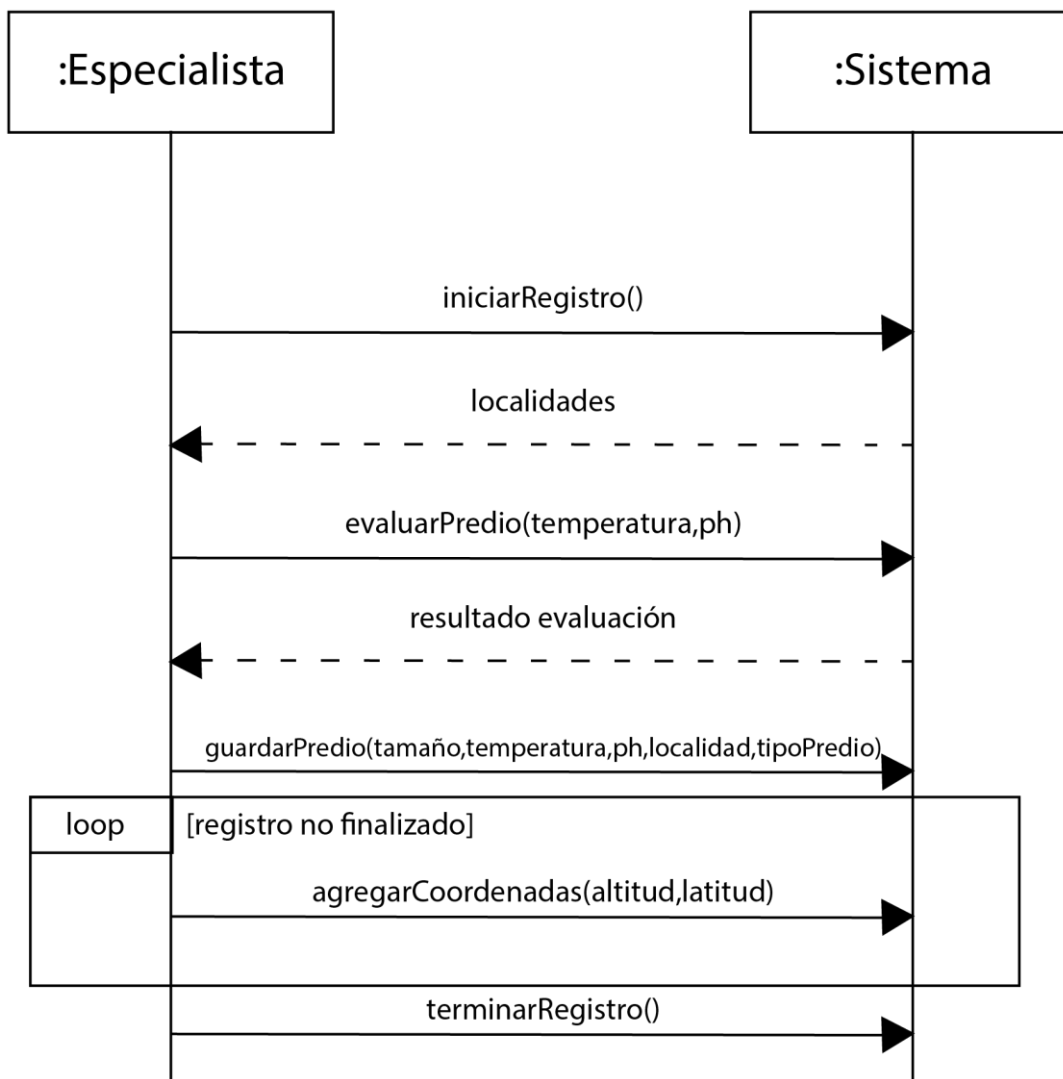 :Especialista
:Sistema
iniciarRegistro()
localidades
evaluarPredio(temperatura,ph)
resultado evaluación
guardarPredio(tamaño,temperatura,ph,localidad,tipoPredio)
loop
[registro no finalizado]
agregarCoordenadas(altitud,latitud)
terminarRegistro()